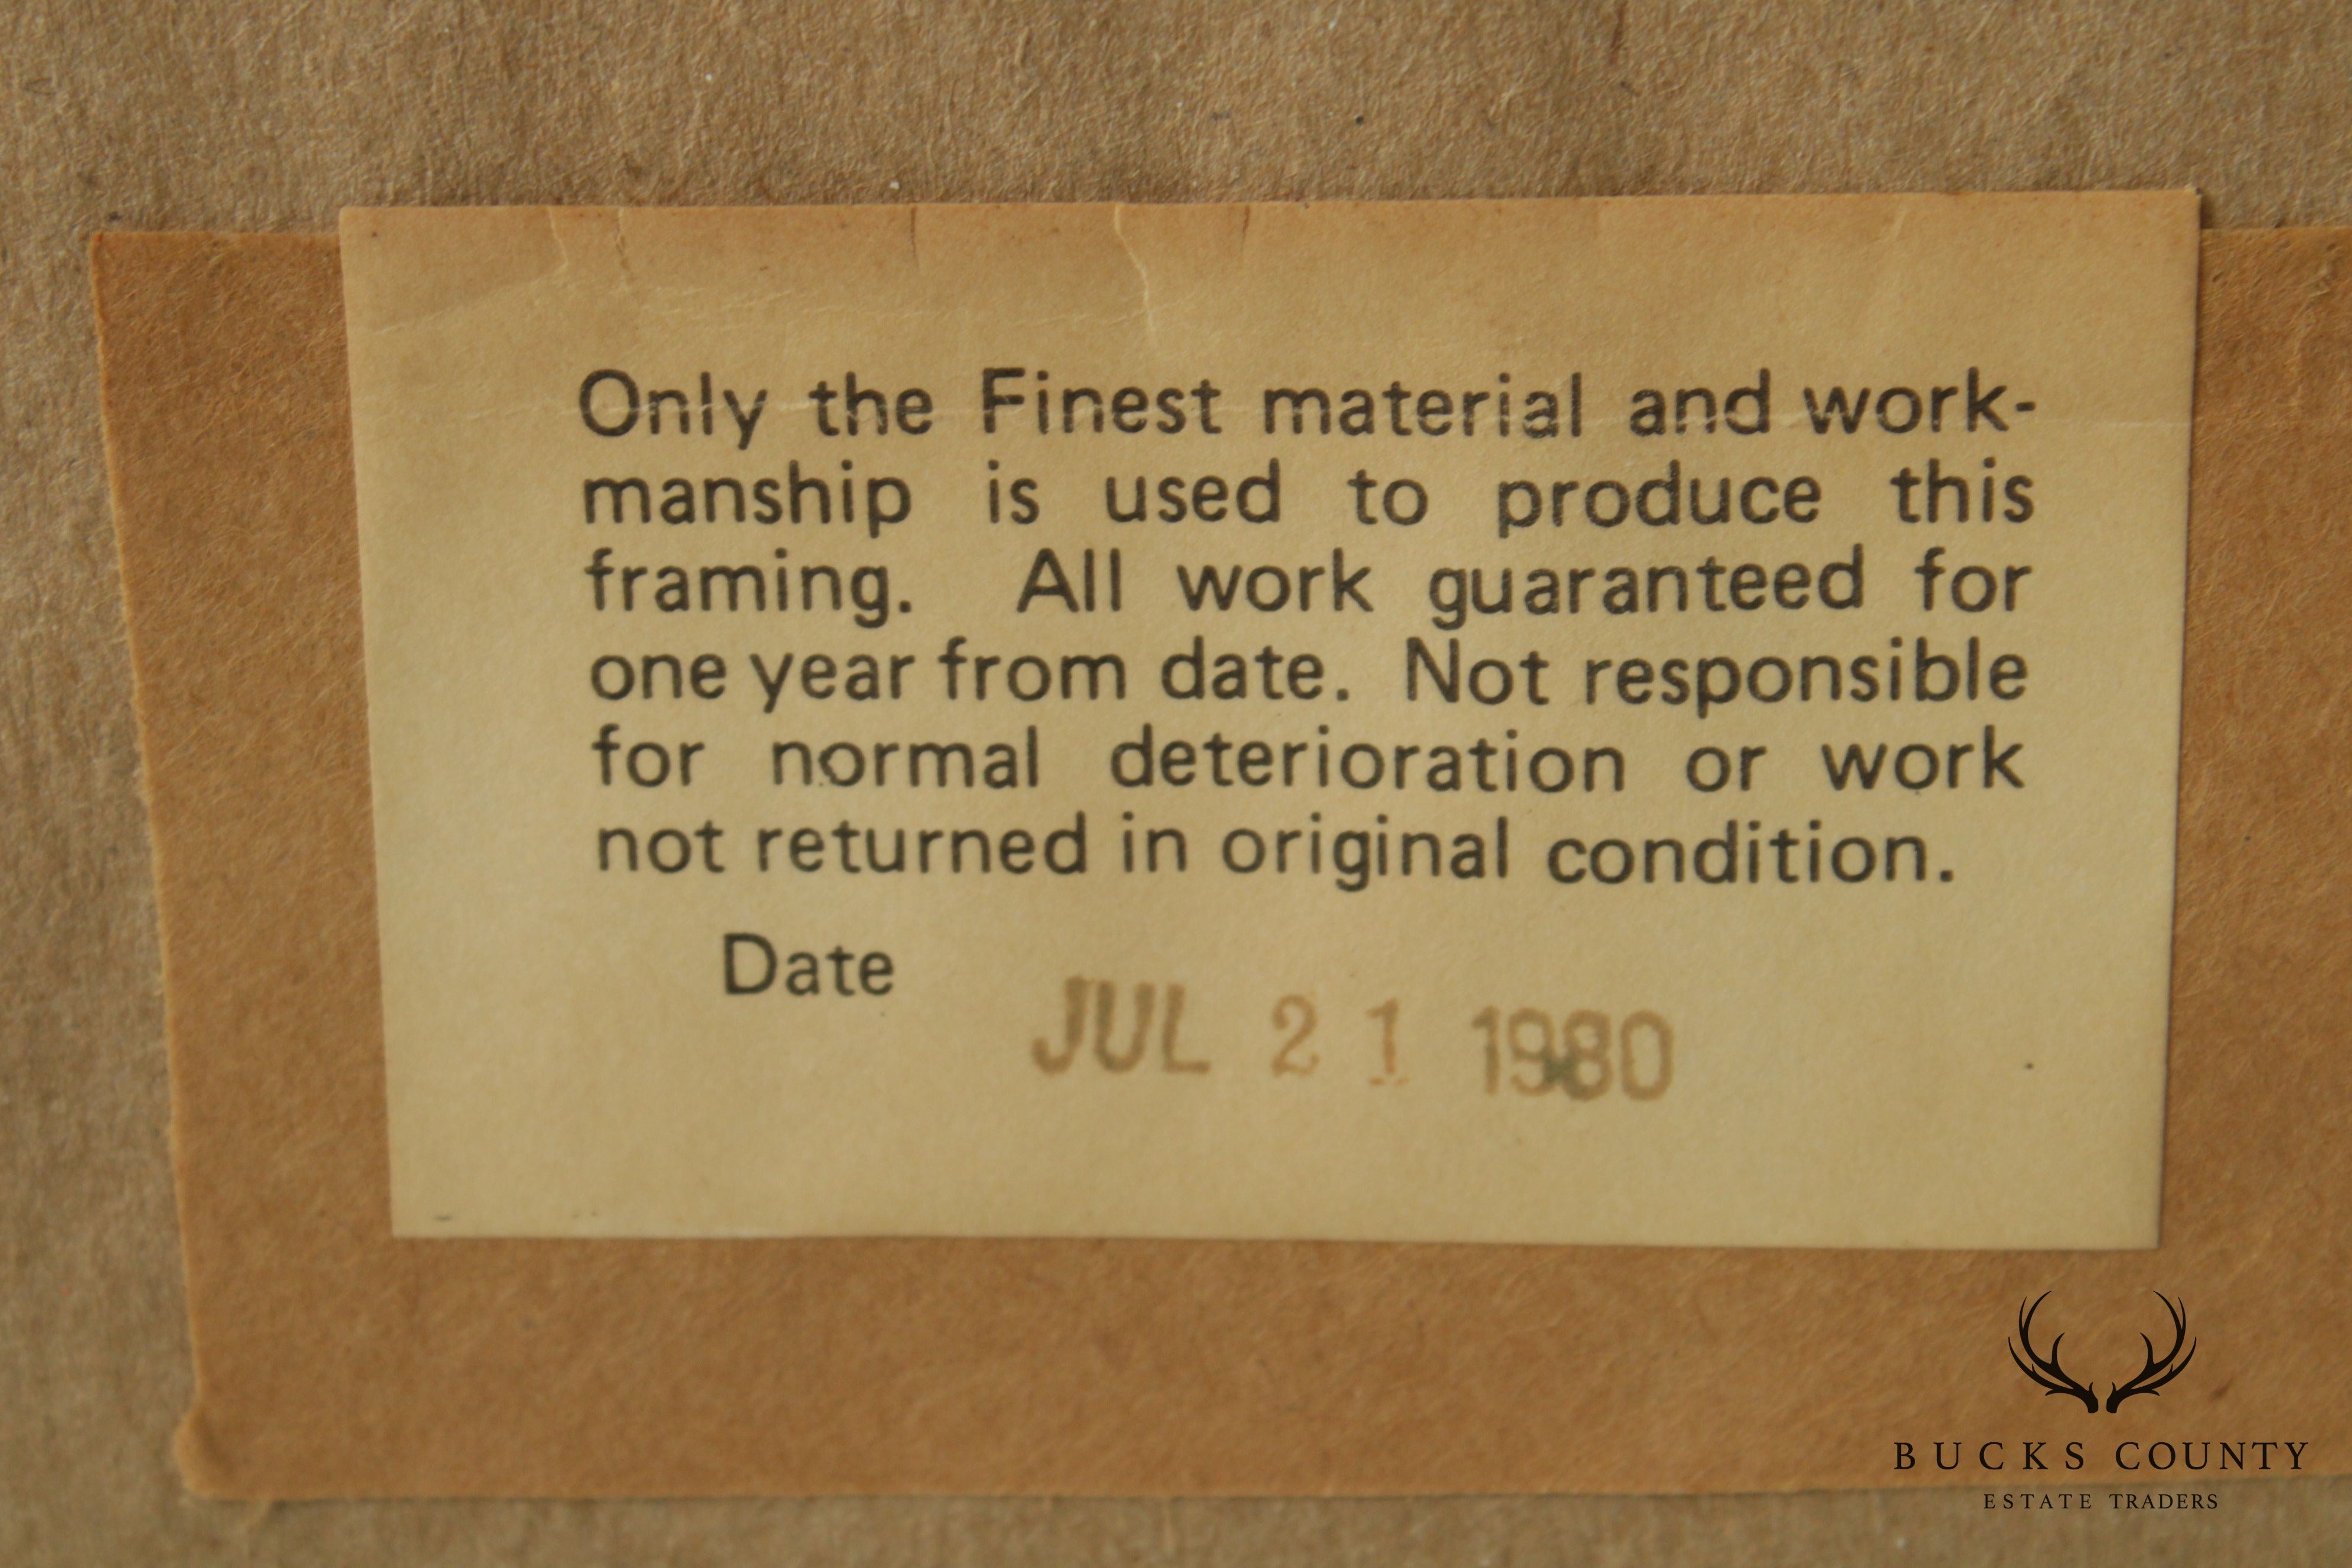 Only the Finest material and work-
manship is used to produce this
framing. All work guaranteed for
one year from date. Not responsible
for normal deterioration or work
not returned in original condition.
Date
JUL 21 1980
BUCKS COUNTY
ESTATE TRADERS